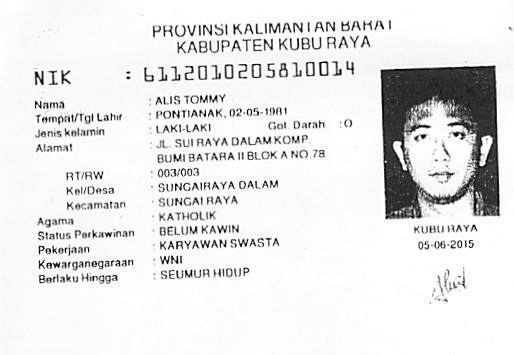 PROVINSI KALIMANTAN BARAT
KABUPATEN KUBU RAYA
NIK : 6112010205810014
Nama : ALIS TOMMY
Tempat/Tgl Lahir : PONTIANAK, 02-05-1981
Jenis kelamin : LAKI-LAKI Gol. Darah : O
Alamat : JL. SUI RAYA DALAM KOMP.
BUMI BATARA II BLOK A NO.78
RT/RW : 003/003
Kel/Desa : SUNGAIRAYA DALAM
Kecamatan : SUNGAI RAYA
Agama : KATHOLIK
Status Perkawinan : BELUM KAWIN
Pekerjaan : KARYAWAN SWASTA
Kewarganegaraan : WNI
Berlaku Hingga : SEUMUR HIDUP
KUBU RAYA
05-06-2015